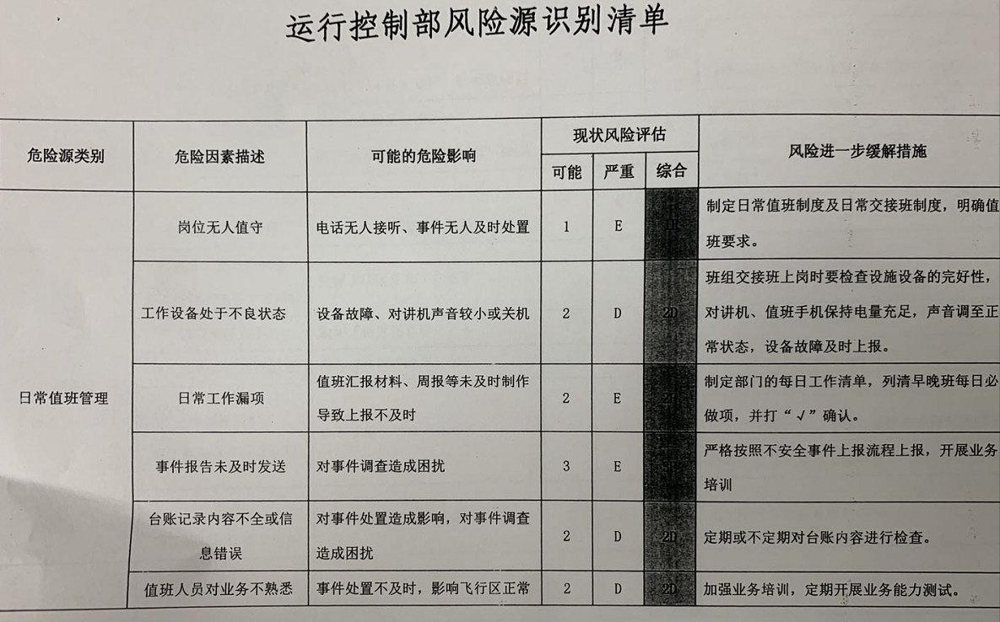 运行控制部风险源识别清单
危险源类别
危险因素描述
可能的危险影响
现状风险评估
可能
严重
综合
风险进一步缓解措施
日常值班管理
岗位无人值守
电话无人接听、事件无人及时处置
1
E
制定日常值班制度及日常交接班制度，明确值
班要求。
工作设备处于不良状态
设备故障、对讲机声音较小或关机
2
D
2D
班组交接班上岗时要检查设施设备的完好性，
对讲机、值班手机保持电量充足，声音调至正
常状态，设备故障及时上报。
日常工作漏项
值班汇报材料、周报等未及时制作
导致上报不及时
2
E
制定部门的每日工作清单，列清早晚班每日必
做项，并打“√”确认。
事件报告未及时发送
对事件调查造成困扰
3
E
严格按照不安全事件上报流程上报，开展业务
培训
台账记录内容不全或信
息错误
对事件处置造成影响，对事件调查
造成困扰
2
D
2D
定期或不定期对台账内容进行检查。
值班人员对业务不熟悉
事件处置不及时，影响飞行区正常
2
D
2D
加强业务培训，定期开展业务能力测试。